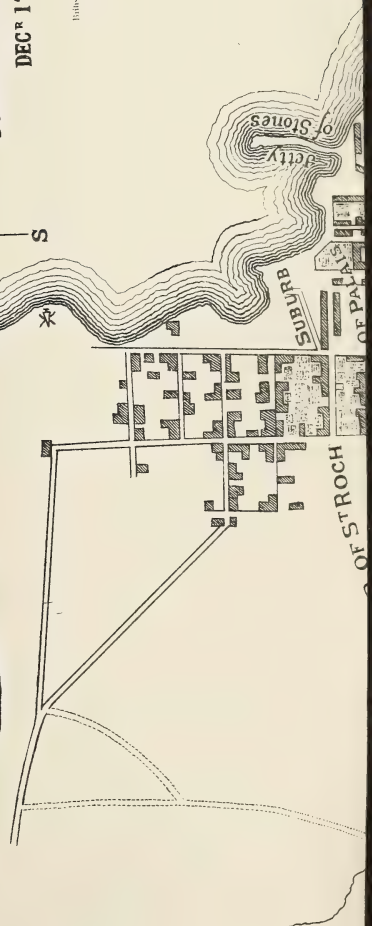 DECR 1
S
Jetty
of Stones
SUBURB
OF PALAIS
OF ST ROCH